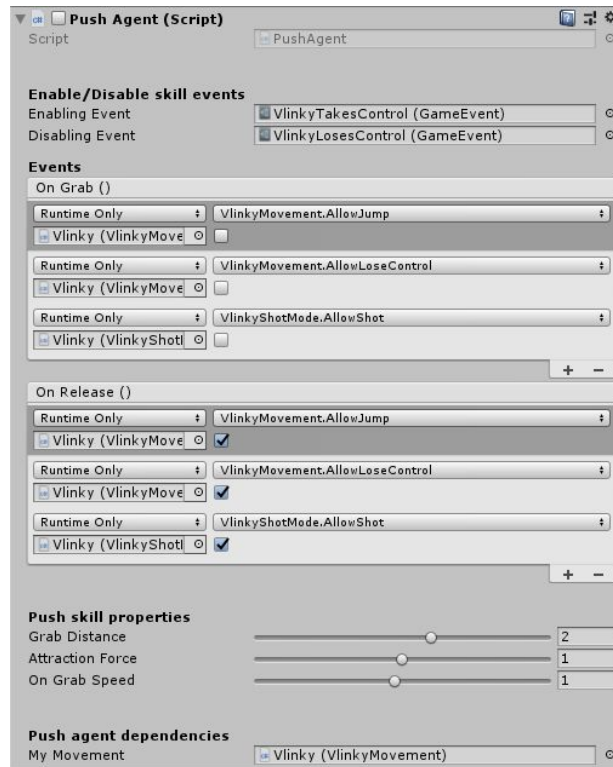 Push Agent (Script)
Script PushAgent
Enable/Disable skill events
Enabling Event VlinkyTakesControl (GameEvent)
Disabling Event VlinkyLosesControl (GameEvent)
Events
On Grab ()
Runtime Only VlinkyMovement.AllowJump
Vlinky (VlinkyMove
Runtime Only VlinkyMovement.AllowLoseControl
Vlinky (VlinkyMove
Runtime Only VlinkyShotMode.AllowShot
Vlinky (VlinkyShotI
+ −
On Release ()
Runtime Only VlinkyMovement.AllowJump
Vlinky (VlinkyMove
Runtime Only VlinkyMovement.AllowLoseControl
Vlinky (VlinkyMove
Runtime Only VlinkyShotMode.AllowShot
Vlinky (VlinkyShotI
+ −
Push skill properties
Grab Distance 2
Attraction Force 1
On Grab Speed 1
Push agent dependencies
My Movement Vlinky (VlinkyMovement)